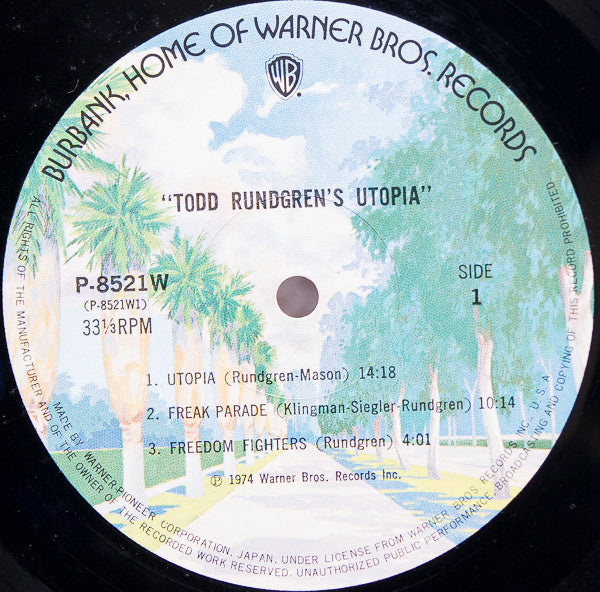 BURBANK, HOME OF WARNER BROS. RECORDS
WB
"TODD RUNDGREN'S UTOPIA"
P-8521W
(P-8521W1)
33⅓RPM
SIDE
1
1. UTOPIA (Rundgren-Mason) 14:18
2. FREAK PARADE (Klingman-Siegler-Rundgren) 10:14
3. FREEDOM FIGHTERS (Rundgren) 4:01
Ⓟ 1974 Warner Bros. Records Inc.
MADE BY WARNER-PIONEER CORPORATION, JAPAN, UNDER LICENSE FROM WARNER BROS. RECORDS INC., U.S.A.
ALL RIGHTS OF THE MANUFACTURER AND OF THE OWNER OF THE RECORDED WORK RESERVED. UNAUTHORIZED PUBLIC PERFORMANCE, BROADCASTING AND COPYING OF THIS RECORD PROHIBITED